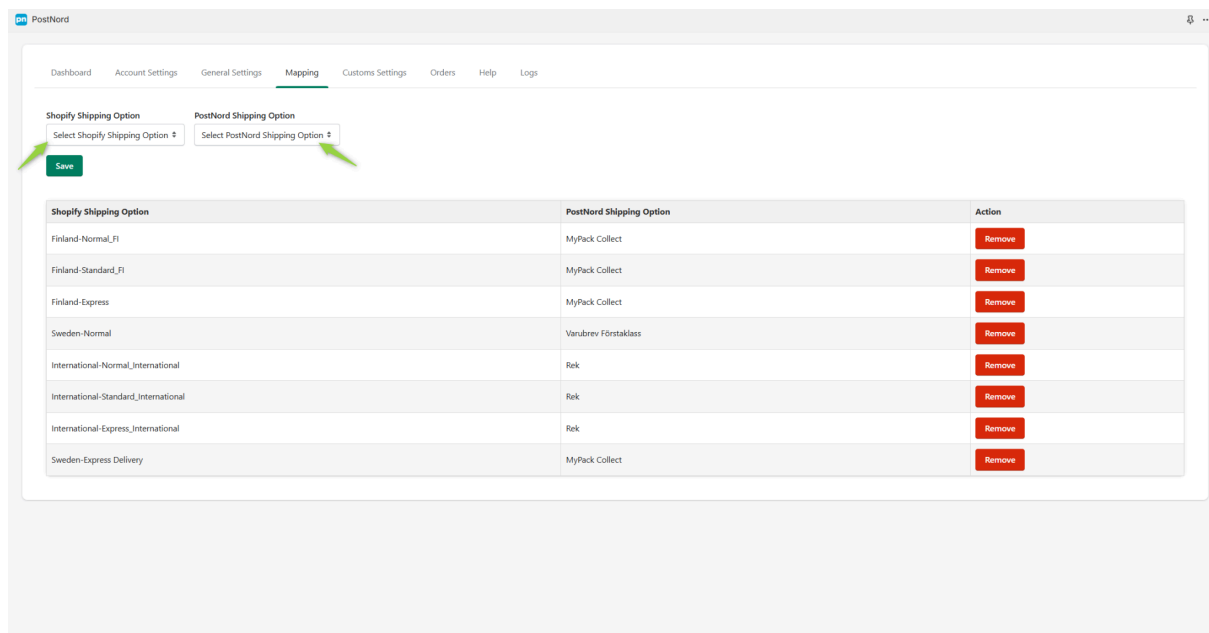 pn PostNord
Dashboard Account Settings General Settings Mapping Customs Settings Orders Help Logs
Shopify Shipping Option PostNord Shipping Option
Select Shopify Shipping Option Select PostNord Shipping Option
Save
Shopify Shipping Option PostNord Shipping Option Action
Finland-Normal_FI MyPack Collect Remove
Finland-Standard_FI MyPack Collect Remove
Finland-Express MyPack Collect Remove
Sweden-Normal Varubrev Förstaklass Remove
International-Normal_International Rek Remove
International-Standard_International Rek Remove
International-Express_International Rek Remove
Sweden-Express Delivery MyPack Collect Remove